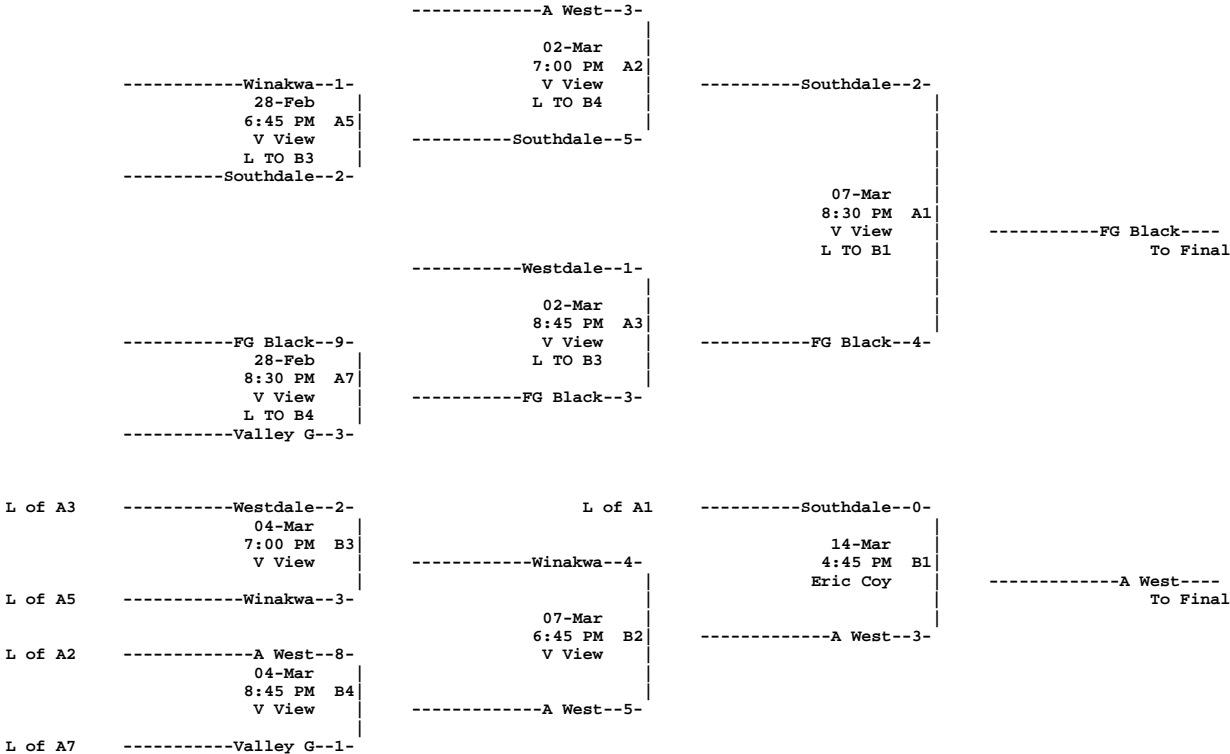 -------------A West--3-
02-Mar
7:00 PM A2
------------Winakwa--1- V View ----------Southdale--2-
28-Feb L TO B4
6:45 PM A5
V View ----------Southdale--5-
L TO B3
----------Southdale--2-
07-Mar
8:30 PM A1
V View -----------FG Black----
L TO B1 To Final
-----------Westdale--1-
02-Mar
8:45 PM A3
-----------FG Black--9- V View -----------FG Black--4-
28-Feb L TO B3
8:30 PM A7
V View -----------FG Black--3-
L TO B4
-----------Valley G--3-
L of A3 -----------Westdale--2- L of A1 ----------Southdale--0-
04-Mar
7:00 PM B3 14-Mar
V View ------------Winakwa--4- 4:45 PM B1
Eric Coy -------------A West----
L of A5 ------------Winakwa--3- To Final
07-Mar
6:45 PM B2 -------------A West--3-
L of A2 -------------A West--8- V View
04-Mar
8:45 PM B4
V View -------------A West--5-
L of A7 -----------Valley G--1-